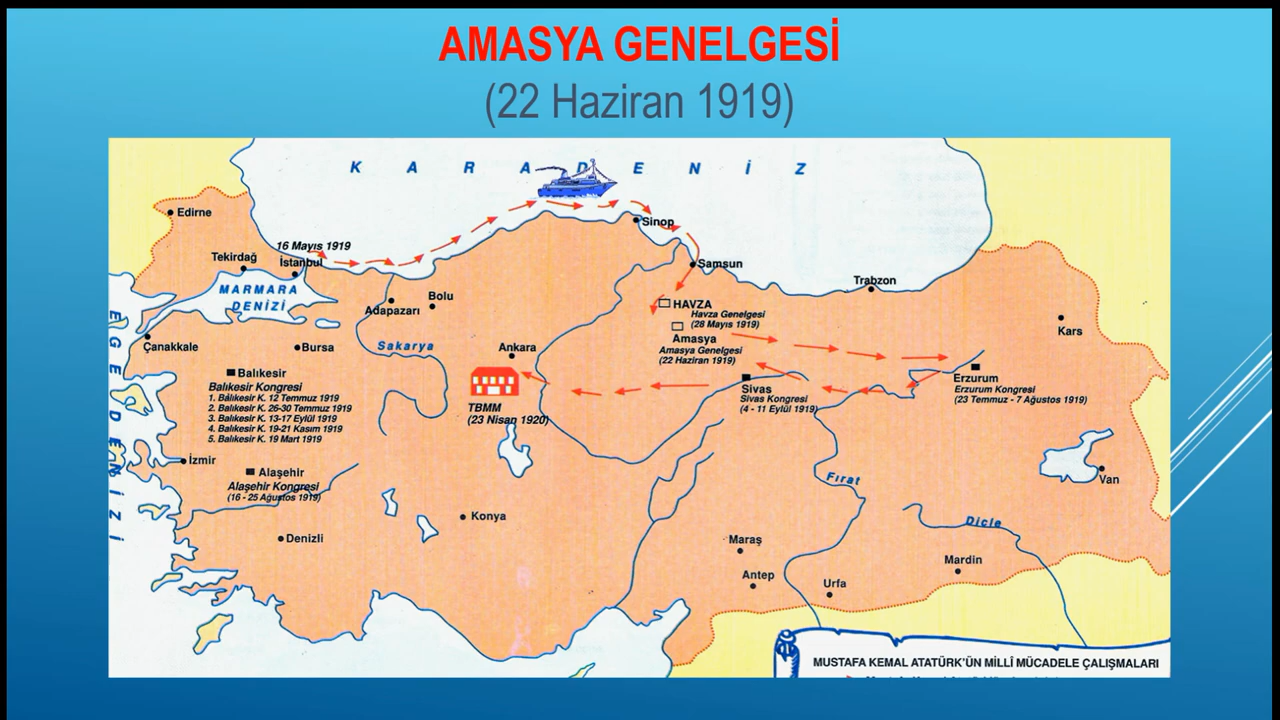 AMASYA GENELGESİ
(22 Haziran 1919)
K A R A D E N İ Z
Edirne
Sinop
16 Mayıs 1919
Tekirdağ
İstanbul
Samsun
MARMARA
DENİZİ
Trabzon
Bolu
Adapazarı
HAVZA
Havza Genelgesi
(28 Mayıs 1919)
Kars
EGE DENİZİ
Çanakkale
Bursa
Sakarya
Ankara
Amasya
Amasya Genelgesi
(22 Haziran 1919)
Balıkesir
Balıkesir Kongresi
1. Balıkesir K. 12 Temmuz 1919
2. Balıkesir K. 26-30 Temmuz 1919
3. Balıkesir K. 13-17 Eylül 1919
4. Balıkesir K. 19-21 Kasım 1919
5. Balıkesir K. 19 Mart 1919
TBMM
(23 Nisan 1920)
Sivas
Sivas Kongresi
(4 - 11 Eylül 1919)
Erzurum
Erzurum Kongresi
(23 Temmuz - 7 Ağustos 1919)
İzmir
Alaşehir
Alaşehir Kongresi
(16 - 25 Ağustos 1919)
Fırat
Van
Konya
Dicle
Denizli
Maraş
Mardin
Antep
Urfa
MUSTAFA KEMAL ATATÜRK'ÜN MİLLÎ MÜCADELE ÇALIŞMALARI